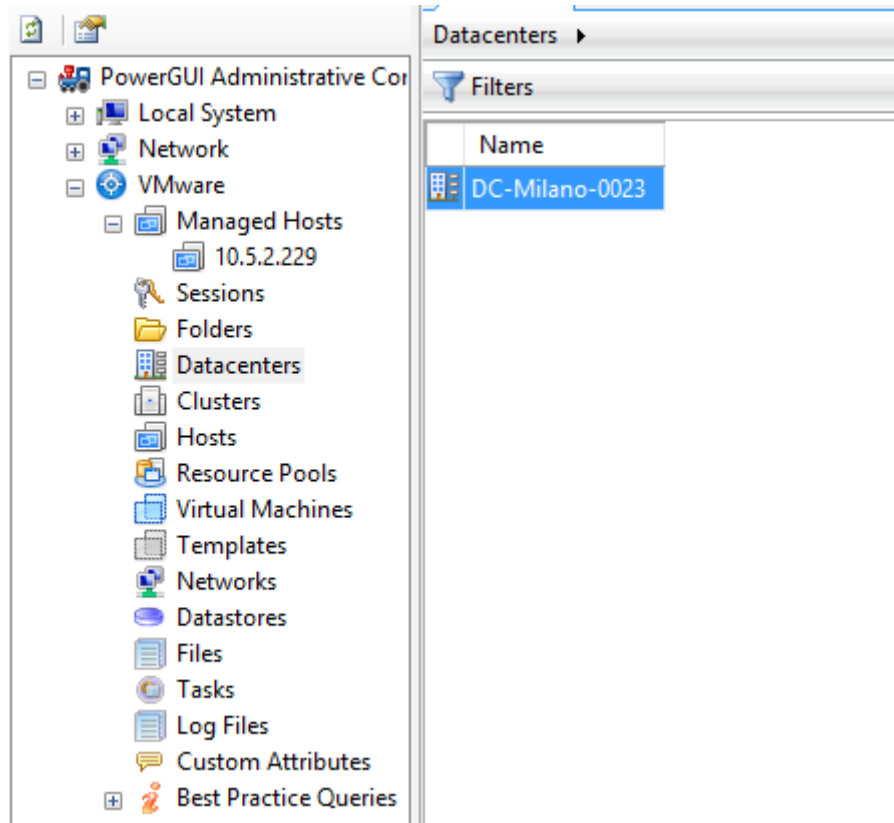 PowerGUI Administrative Cor
Local System
Network
VMware
Managed Hosts
10.5.2.229
Sessions
Folders
Datacenters
Clusters
Hosts
Resource Pools
Virtual Machines
Templates
Networks
Datastores
Files
Tasks
Log Files
Custom Attributes
Best Practice Queries
Datacenters
Filters
Name
DC-Milano-0023